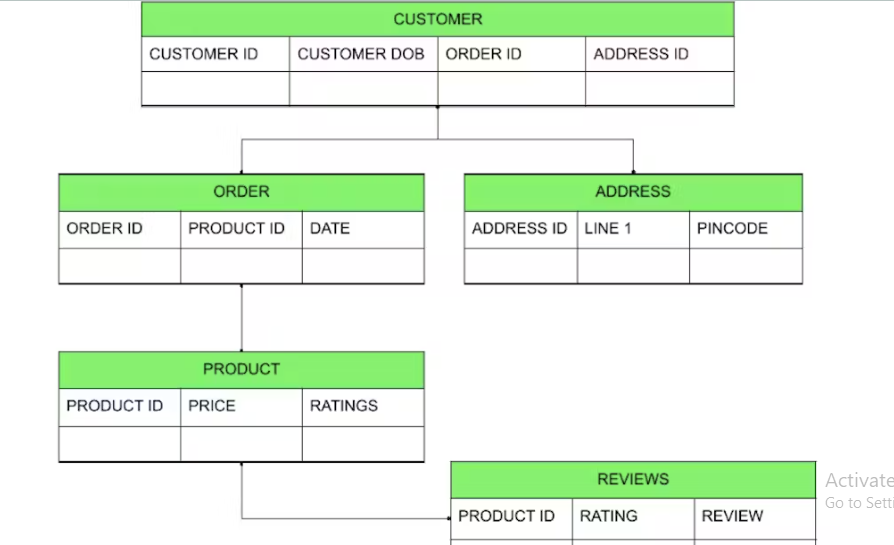 CUSTOMER
CUSTOMER ID CUSTOMER DOB ORDER ID ADDRESS ID
ORDER
ORDER ID PRODUCT ID DATE
ADDRESS
ADDRESS ID LINE 1 PINCODE
PRODUCT
PRODUCT ID PRICE RATINGS
REVIEWS
PRODUCT ID RATING REVIEW
Activate
Go to Setti